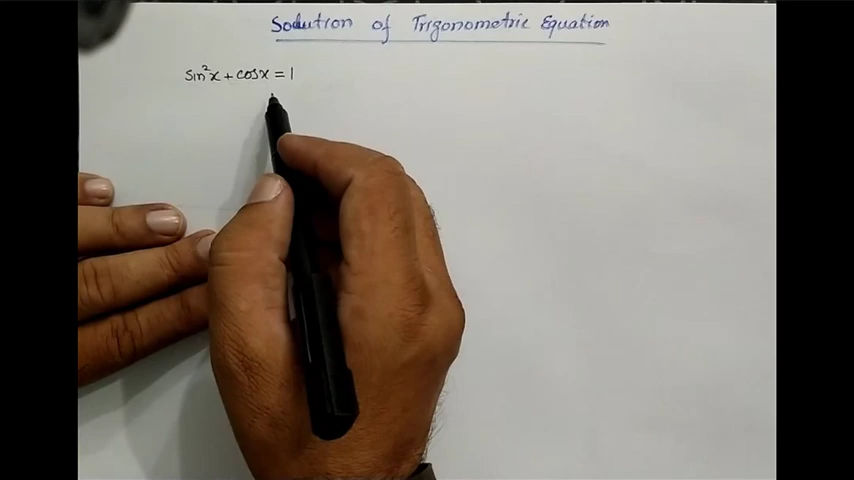 Solution of Trigonometric Equation
sin²x + cosx = 1